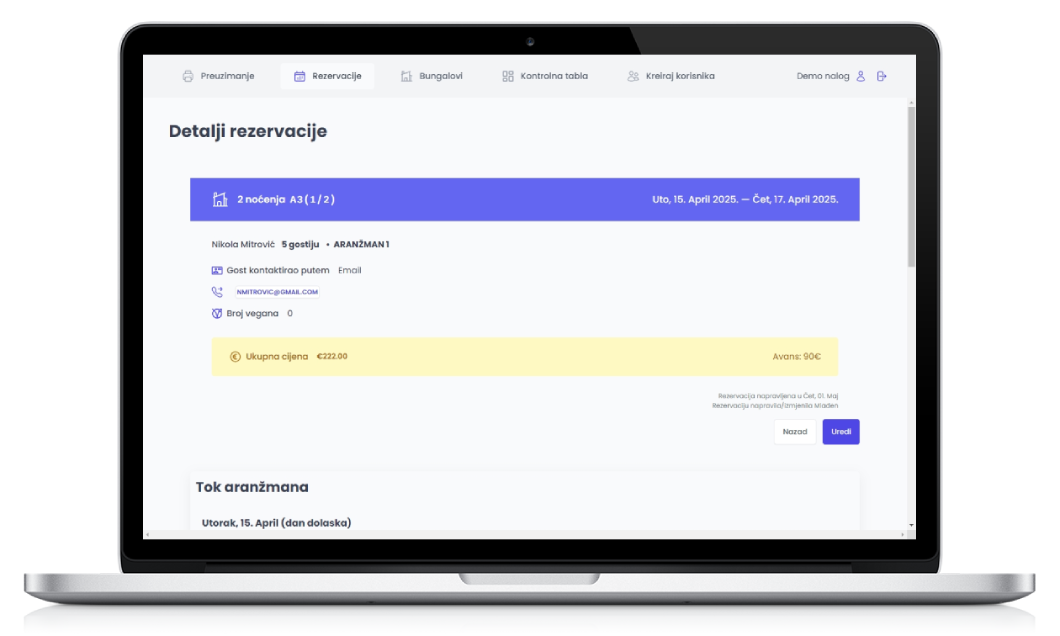 Preuzimanje Rezervacije Bungalovi Kontrolna tabla Kreiraj korisnika Demo nalog
Detalji rezervacije
2 noćenja A3 ( 1 / 2 ) Uto, 15. April 2025. — Čet, 17. April 2025.
Nikola Mitrović 5 gostiju • ARANŽMAN 1
Gost kontaktirao putem Email
NMITROVIC@GMAIL.COM
Broj vegana 0
Ukupna cijena €222.00 Avans: 90€
Rezervacija napravljena u Čet, 01. Maj
Rezervaciju napravila/izmjenila Mladen
Nazad Uredi
Tok aranžmana
Utorak, 15. April (dan dolaska)